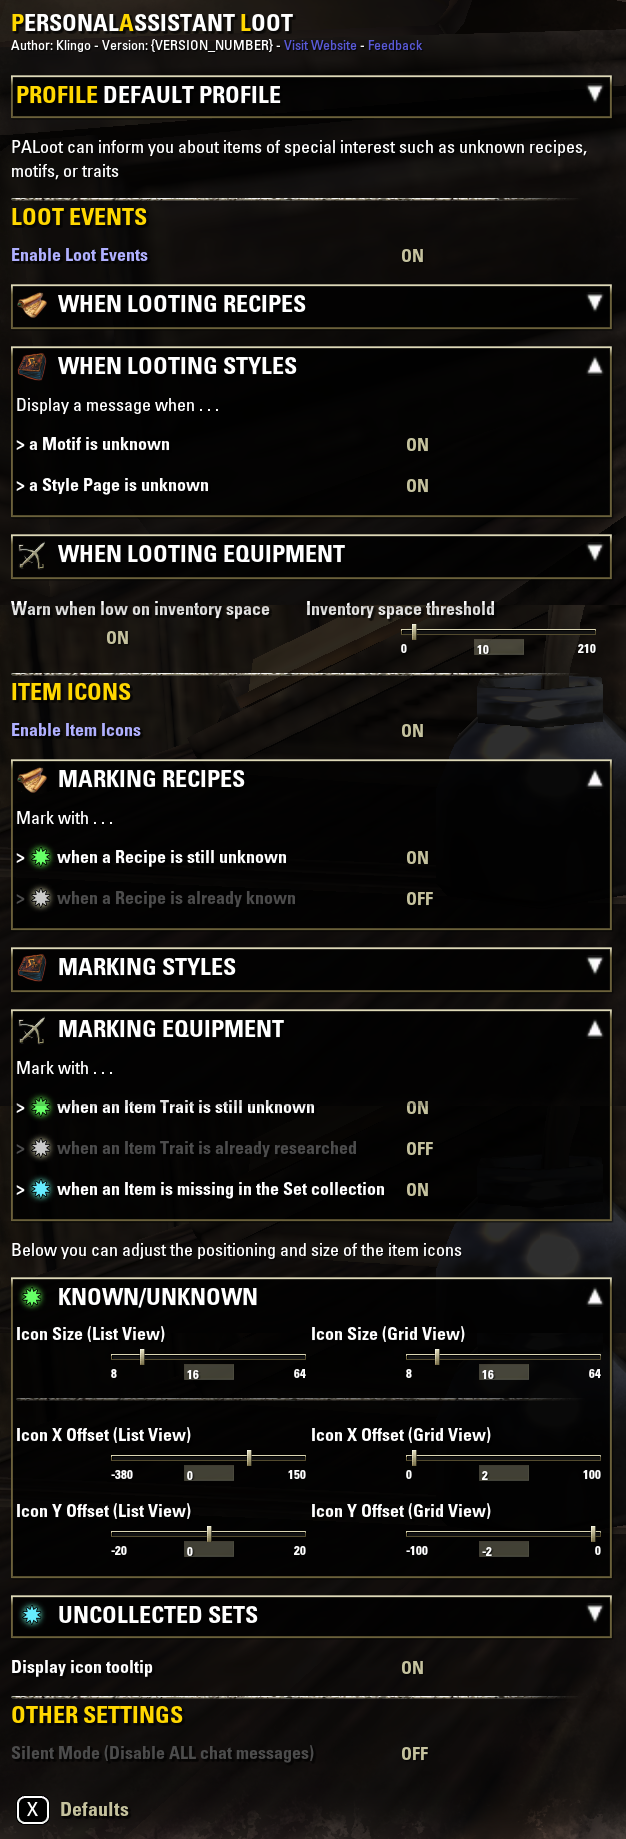 PERSONALASSISTANT LOOT
Author: Klingo - Version: {VERSION_NUMBER} - Visit Website - Feedback
PROFILE DEFAULT PROFILE
PALoot can inform you about items of special interest such as unknown recipes,
motifs, or traits
LOOT EVENTS
Enable Loot Events ON
WHEN LOOTING RECIPES
WHEN LOOTING STYLES
Display a message when . . .
> a Motif is unknown ON
> a Style Page is unknown ON
WHEN LOOTING EQUIPMENT
Warn when low on inventory space Inventory space threshold
ON
0 10 210
ITEM ICONS
Enable Item Icons ON
MARKING RECIPES
Mark with . . .
> when a Recipe is still unknown ON
> when a Recipe is already known OFF
MARKING STYLES
MARKING EQUIPMENT
Mark with . . .
> when an Item Trait is still unknown ON
> when an Item Trait is already researched OFF
> when an Item is missing in the Set collection ON
Below you can adjust the positioning and size of the item icons
KNOWN/UNKNOWN
Icon Size (List View) Icon Size (Grid View)
8 16 64 8 16 64
Icon X Offset (List View) Icon X Offset (Grid View)
-380 0 150 0 2 100
Icon Y Offset (List View) Icon Y Offset (Grid View)
-20 0 20 -100 -2 0
UNCOLLECTED SETS
Display icon tooltip ON
OTHER SETTINGS
Silent Mode (Disable ALL chat messages) OFF
X Defaults